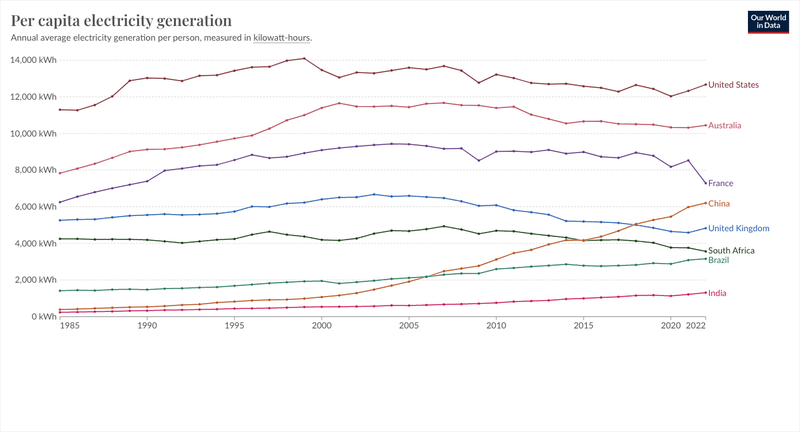 Per capita electricity generation
Annual average electricity generation per person, measured in kilowatt-hours.
Our World
in Data
14,000 kWh
12,000 kWh
10,000 kWh
8,000 kWh
6,000 kWh
4,000 kWh
2,000 kWh
0 kWh
United States
Australia
France
China
United Kingdom
South Africa
Brazil
India
1985 1990 1995 2000 2005 2010 2015 2020 2022